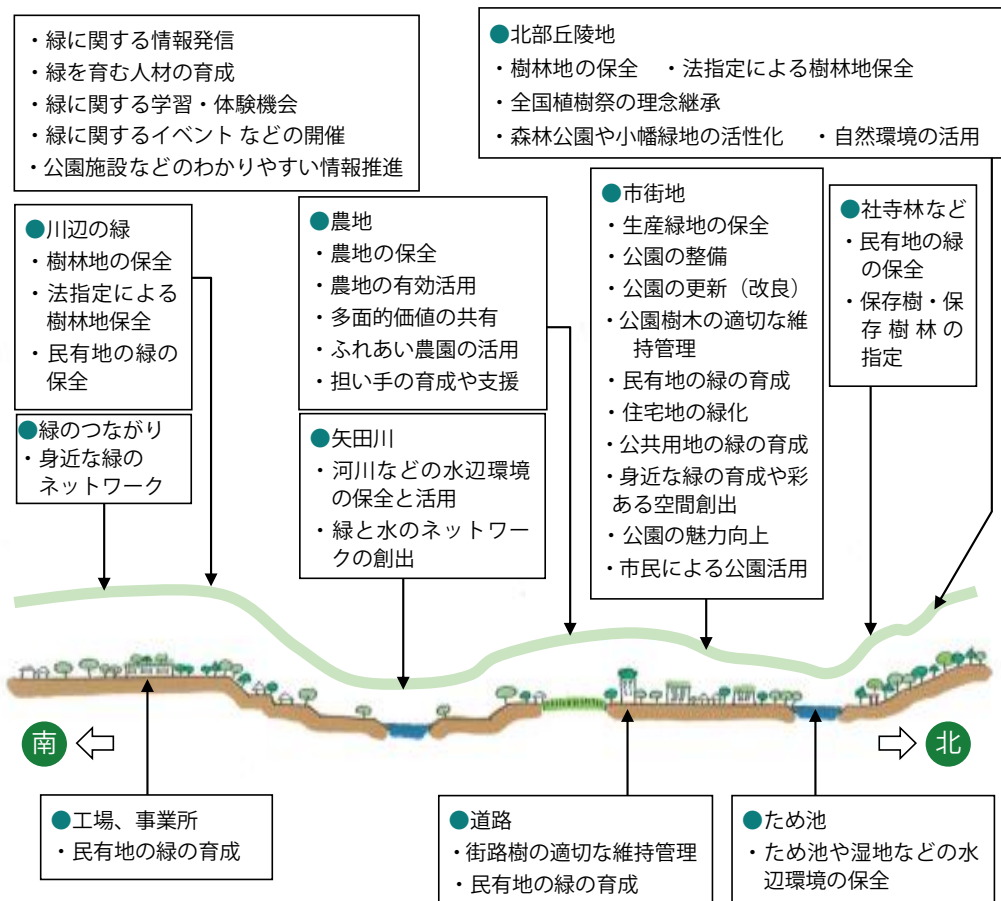 ・緑に関する情報発信
・緑を育む人材の育成
・緑に関する学習・体験機会
・緑に関するイベント などの開催
・公園施設などのわかりやすい情報推進
●北部丘陵地
・樹林地の保全　・法指定による樹林地保全
・全国植樹祭の理念継承
・森林公園や小幡緑地の活性化　・自然環境の活用
●川辺の緑
・樹林地の保全
・法指定による
樹林地保全
・民有地の緑の
保全
●緑のつながり
・身近な緑の
ネットワーク
●農地
・農地の保全
・農地の有効活用
・多面的価値の共有
・ふれあい農園の活用
・担い手の育成や支援
●矢田川
・河川などの水辺環境
の保全と活用
・緑と水のネットワー
クの創出
●市街地
・生産緑地の保全
・公園の整備
・公園の更新（改良）
・公園樹木の適切な維
持管理
・民有地の緑の育成
・住宅地の緑化
・公共用地の緑の育成
・身近な緑の育成や彩
ある空間創出
・公園の魅力向上
・市民による公園活用
●社寺林など
・民有地の緑
の保全
・保存樹・保
存樹林の
指定
南
北
●工場、事業所
・民有地の緑の育成
●道路
・街路樹の適切な維持管理
・民有地の緑の育成
●ため池
・ため池や湿地などの水
辺環境の保全